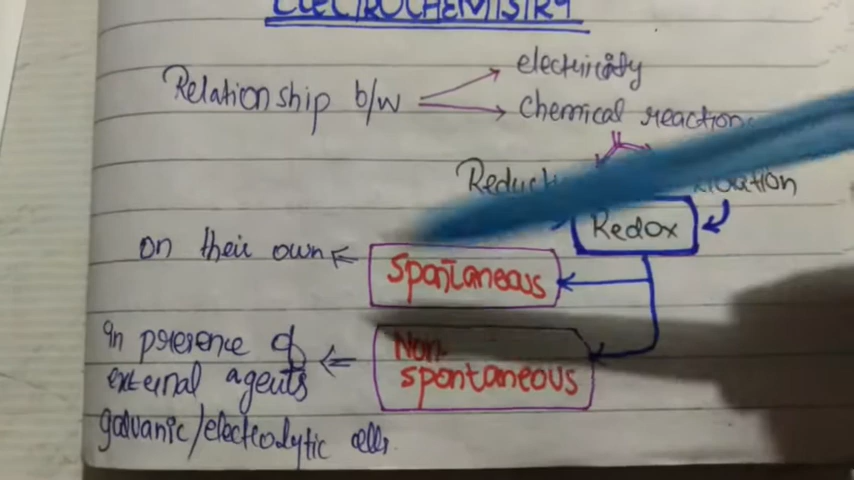 ELECTROCHEMISTRY
Relationship b/w
electricity
chemical reaction
Redox
on their own
Spontaneous
In presence of
external agents
galvanic/electrolytic cells.
Non-
spontaneous